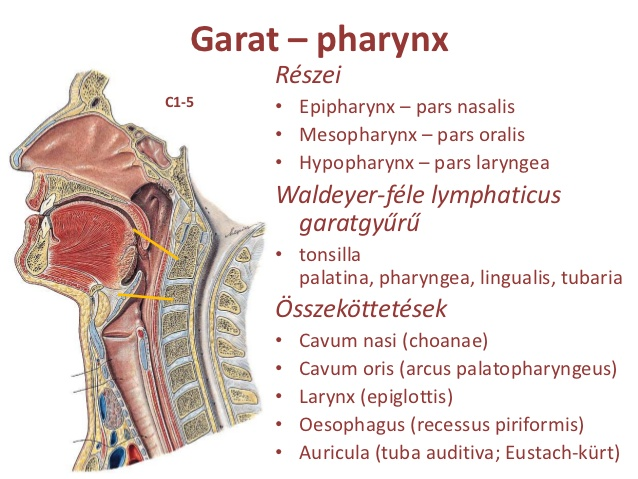 Garat – pharynx
C1-5
Részei
• Epipharynx – pars nasalis
• Mesopharynx – pars oralis
• Hypopharynx – pars laryngea
Waldeyer-féle lymphaticus
garatgyűrű
• tonsilla
palatina, pharyngea, lingualis, tubaria
Összeköttetések
• Cavum nasi (choanae)
• Cavum oris (arcus palatopharyngeus)
• Larynx (epiglottis)
• Oesophagus (recessus piriformis)
• Auricula (tuba auditiva; Eustach-kürt)